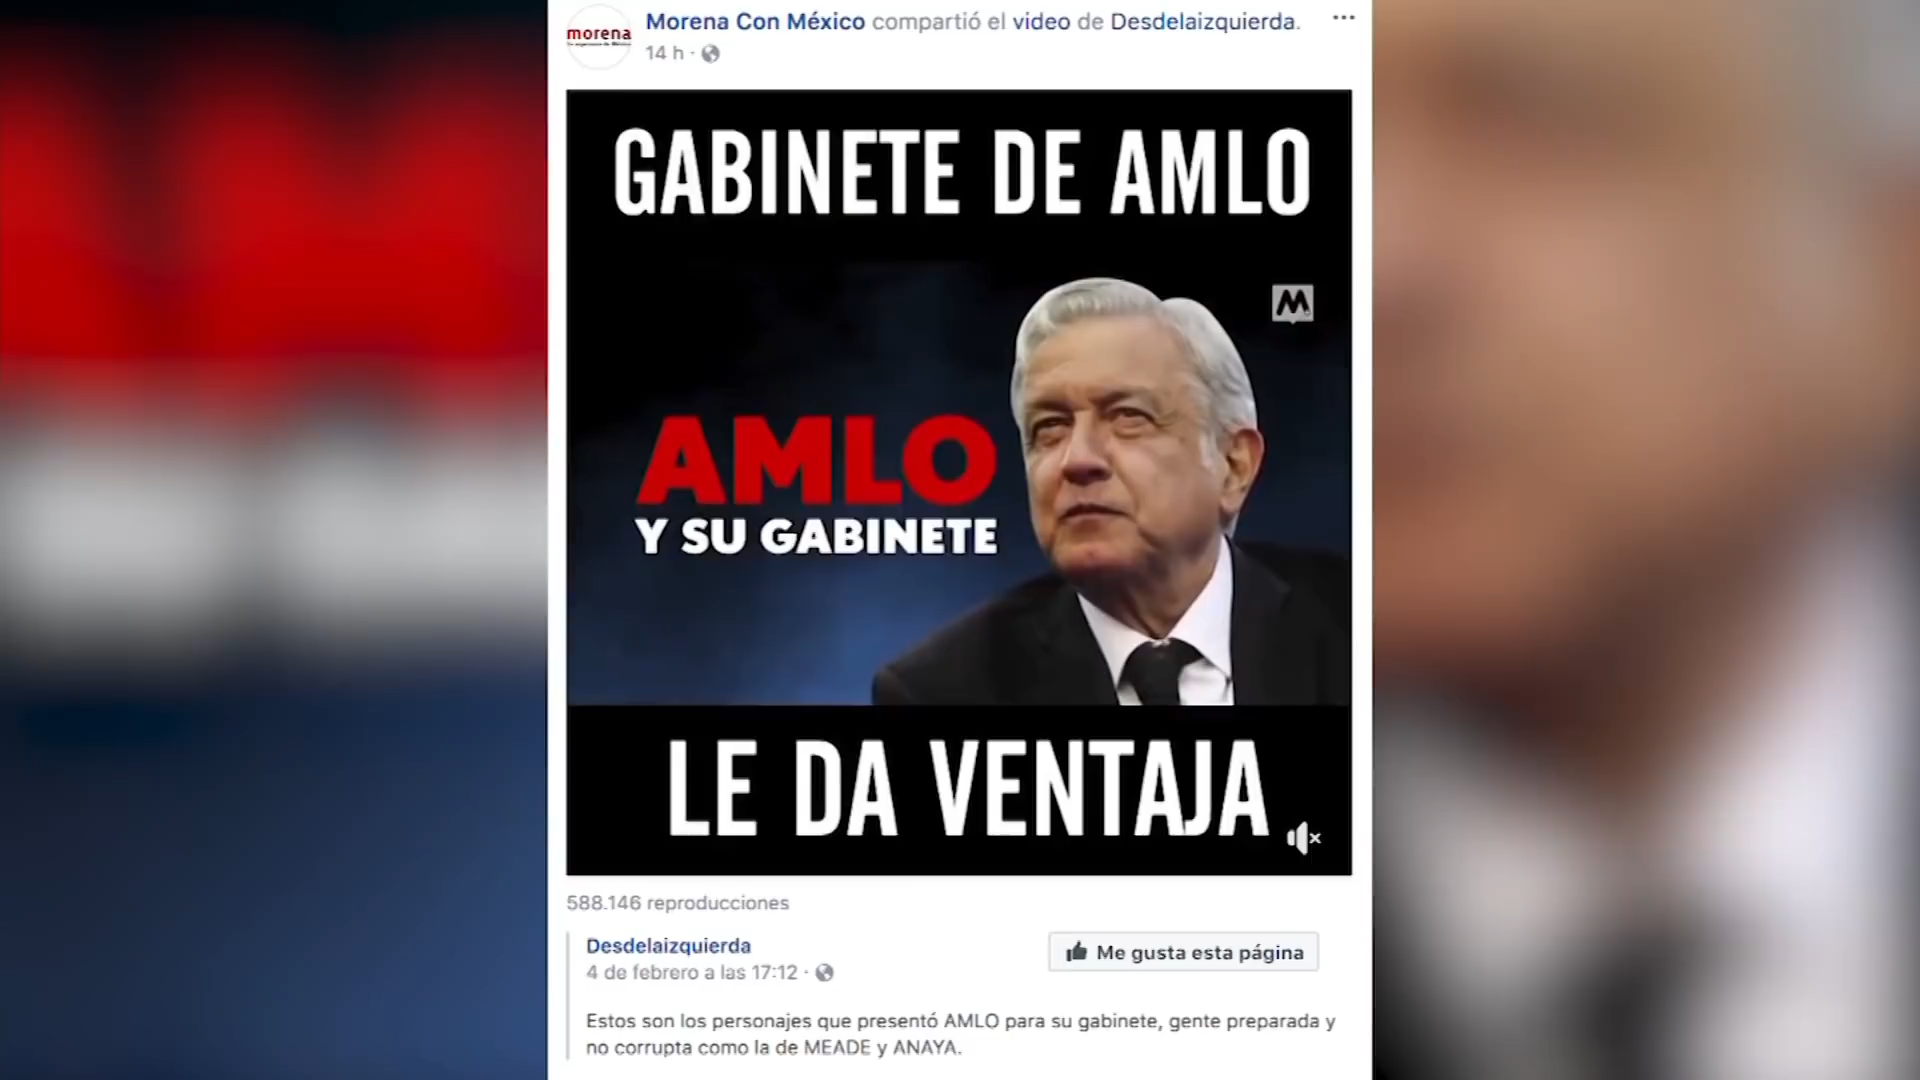 morena
Morena Con México compartió el video de Desdelaizquierda.
14 h ·
GABINETE DE AMLO
M
AMLO
Y SU GABINETE
LE DA VENTAJA
588.146 reproducciones
Desdelaizquierda
4 de febrero a las 17:12 ·
Me gusta esta página
Estos son los personajes que presentó AMLO para su gabinete, gente preparada y
no corrupta como la de MEADE y ANAYA.